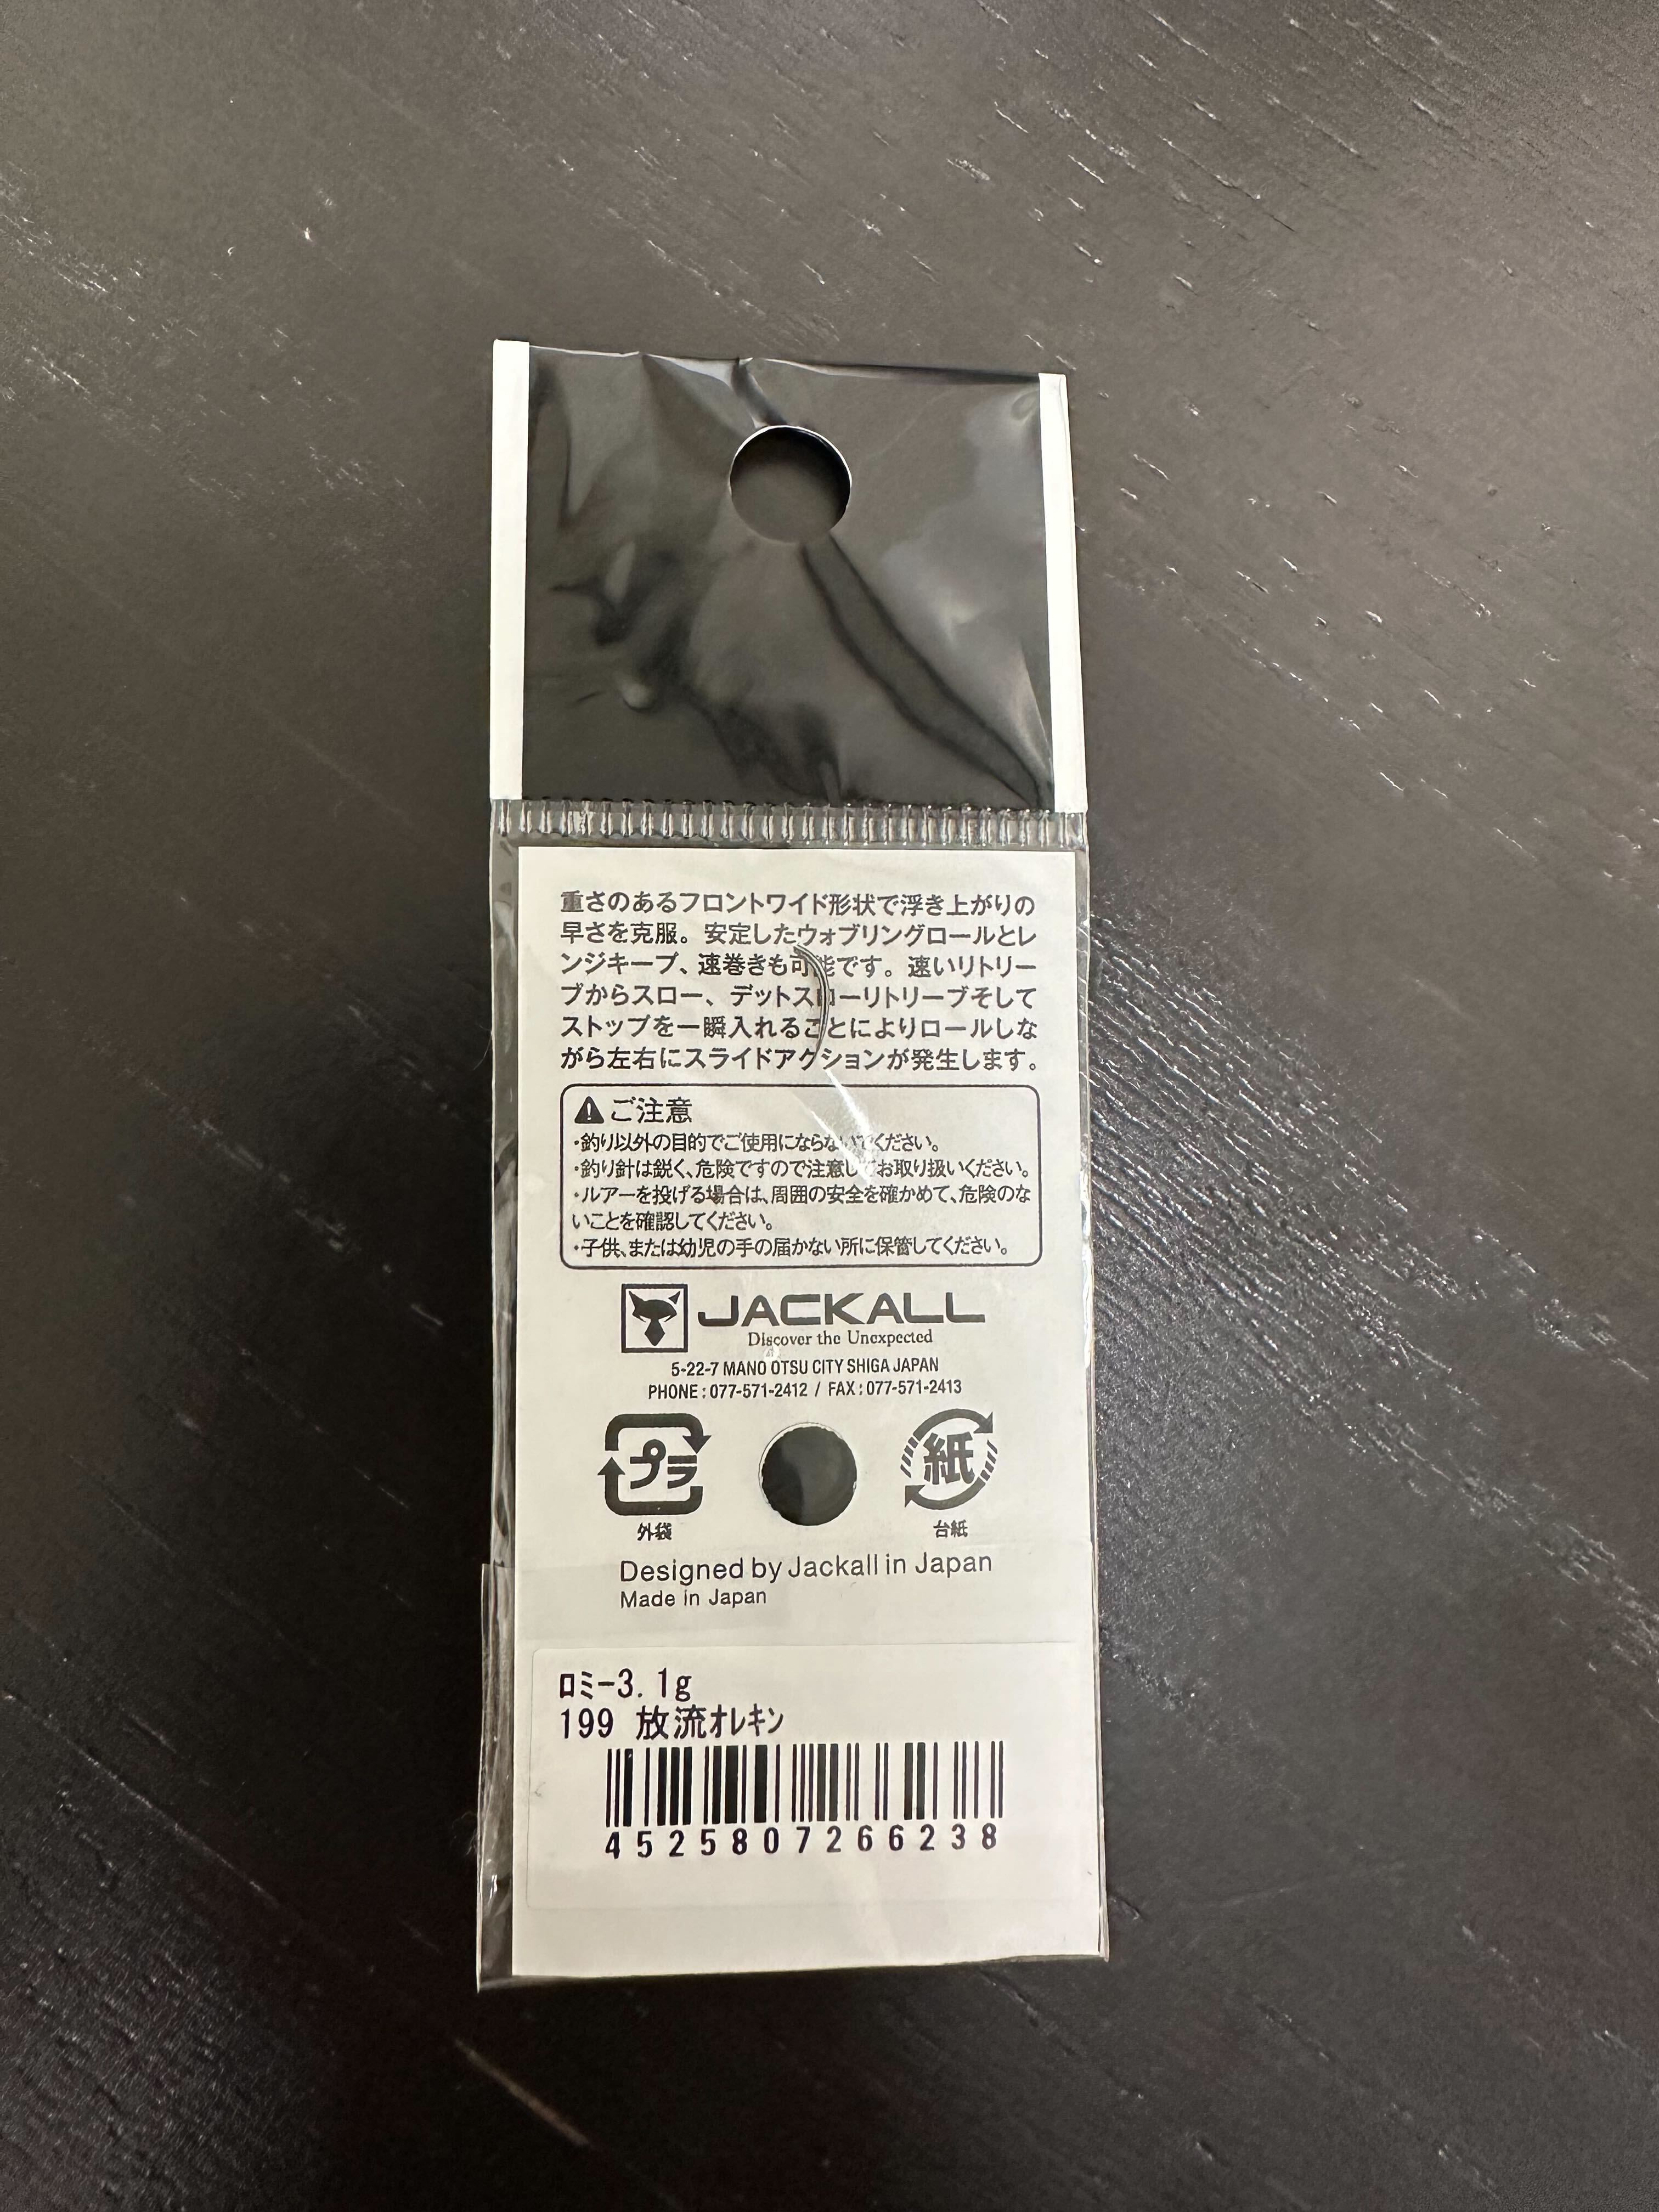 重さのあるフロントワイド形状で浮き上がりの
早さを克服。安定したウォブリングロールとレ
ンジキープ、速巻きも可能です。速いリトリー
ブからスロー、デットスローリトリーブそして
ストップを一瞬入れることによりロールしな
がら左右にスライドアクションが発生します。
ご注意
・釣り以外の目的でご使用にならないでください。
・釣り針は鋭く、危険ですので注意してお取り扱いください。
・ルアーを投げる場合は、周囲の安全を確かめて、危険のな
いことを確認してください。
・子供、または幼児の手の届かない所に保管してください。
JACKALL
Discover the Unexpected
5-22-7 MANO OTSU CITY SHIGA JAPAN
PHONE:077-571-2412 / FAX:077-571-2413
プラ 紙
外袋 台紙
Designed by Jackall in Japan
Made in Japan
ﾛﾐｰ3.1g
199 放流ｵﾚｷﾝ
4525807266238